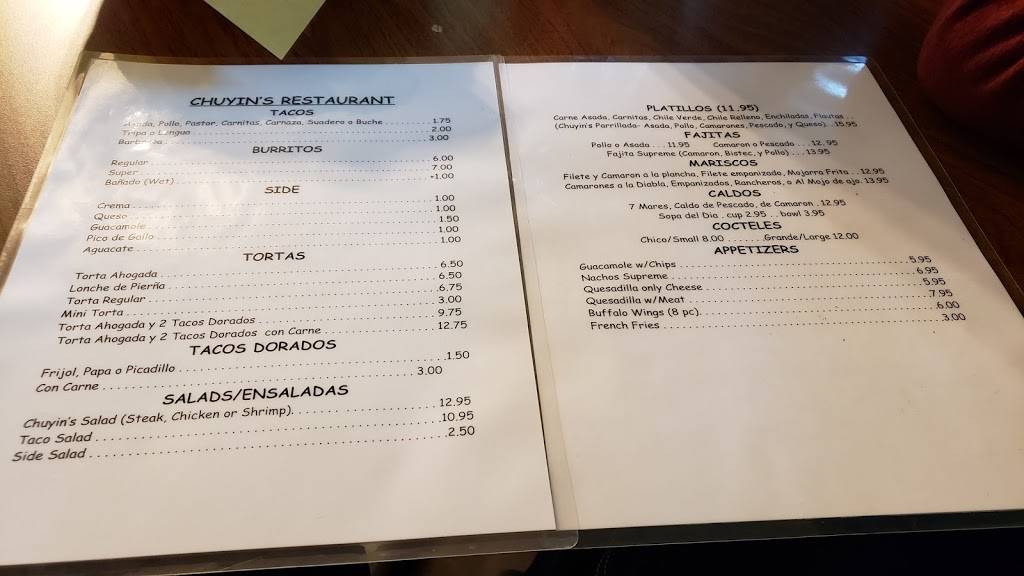 CHUYIN'S RESTAURANT
TACOS
Asada, Pollo, Pastor, Carnitas, Carnaza, Suadero o Buche . . . . . . . . 1.75
Tripa o Lengua . . . . . . . . 2.00
Barbacoa . . . . . . . . 3.00
BURRITOS
Regular . . . . . . . . 6.00
Super . . . . . . . . 7.00
Bañado (Wet) . . . . . . . . +1.00
SIDE
Crema . . . . . . . . 1.00
Queso . . . . . . . . 1.00
Guacamole . . . . . . . . 1.50
Pico de Gallo . . . . . . . . 1.00
Aguacate . . . . . . . . 1.00
TORTAS
Torta Ahogada . . . . . . . . 6.50
Lonche de Pierña . . . . . . . . 6.50
Torta Regular . . . . . . . . 6.75
Mini Torta . . . . . . . . 3.00
Torta Ahogada y 2 Tacos Dorados . . . . . . . . 9.75
Torta Ahogada y 2 Tacos Dorados con Carne . . . . . . . . 12.75
TACOS DORADOS
Frijol, Papa o Picadillo . . . . . . . . 1.50
Con Carne . . . . . . . . 3.00
SALADS/ENSALADAS
Chuyin's Salad (Steak, Chicken or Shrimp). . . . . . . . 12.95
Taco Salad . . . . . . . . 10.95
Side Salad . . . . . . . . 2.50
PLATILLOS (11.95)
Carne Asada, Carnitas, Chile Verde, Chile Relleno, Enchiladas, Flautas . .
(Chuyin's Parrillada- Asada, Pollo, Camarones, Pescado, y Queso). .15.95
FAJITAS
Pollo o Asada . . . 11.95 Camaron o Pescado . . . 12. 95
Fajita Supreme (Camaron, Bistec, y Pollo) . . . 13.95
MARISCOS
Filete y Camaron a la plancha, Filete empanizado, Mojarra Frita . . 12.95
Camarones a la Diabla, Empanizados, Rancheros, o Al Mojo de ajo. 13.95
CALDOS
7 Mares, Caldo de Pescado, de Camaron . 12.95
Sopa del Dia . cup 2.95 . . bowl 3.95
COCTELES
Chico/Small 8.00 . . . . . . . Grande/Large 12.00
APPETIZERS
Guacamole w/Chips . . . . . . . . 5.95
Nachos Supreme . . . . . . . . 6.95
Quesadilla only Cheese . . . . . . . . 5.95
Quesadilla w/Meat . . . . . . . . 7.95
Buffalo Wings (8 pc). . . . . . . . 6.00
French Fries . . . . . . . . 3.00